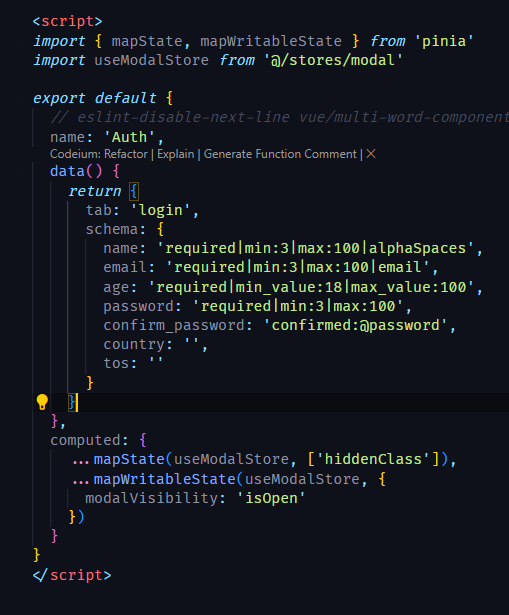 <script>
import { mapState, mapWritableState } from 'pinia'
import useModalStore from '@/stores/modal'
export default {
// eslint-disable-next-line vue/multi-word-component
name: 'Auth',
Codeium: Refactor | Explain | Generate Function Comment | ×
data() {
return {
tab: 'login',
schema: {
name: 'required|min:3|max:100|alphaSpaces',
email: 'required|min:3|max:100|email',
age: 'required|min_value:18|max_value:100',
password: 'required|min:3|max:100',
confirm_password: 'confirmed:@password',
country: '',
tos: ''
}
}
},
computed: {
...mapState(useModalStore, ['hiddenClass']),
...mapWritableState(useModalStore, {
modalVisibility: 'isOpen'
})
}
}
</script>